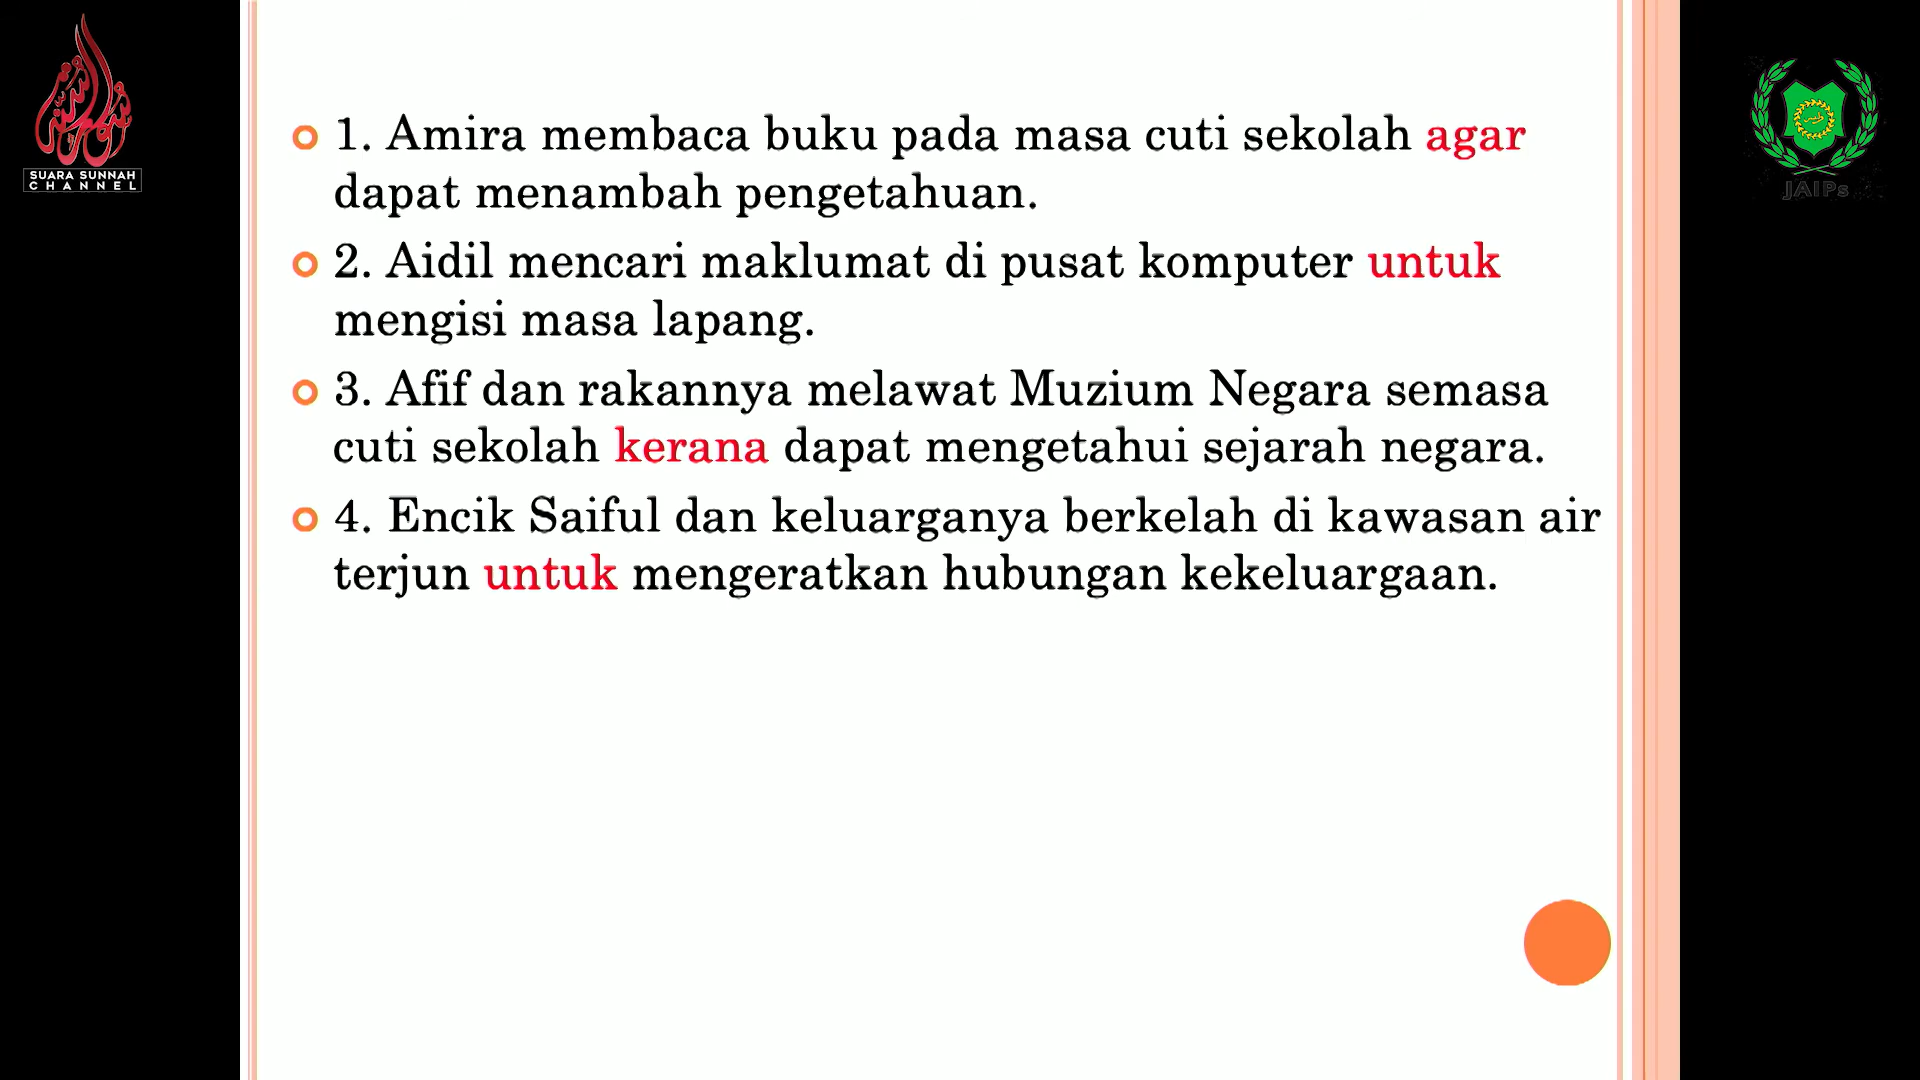 SUARA SUNNAH
CHANNEL
1. Amira membaca buku pada masa cuti sekolah agar
dapat menambah pengetahuan.
2. Aidil mencari maklumat di pusat komputer untuk
mengisi masa lapang.
3. Afif dan rakannya melawat Muzium Negara semasa
cuti sekolah kerana dapat mengetahui sejarah negara.
4. Encik Saiful dan keluarganya berkelah di kawasan air
terjun untuk mengeratkan hubungan kekeluargaan.
JAIPs